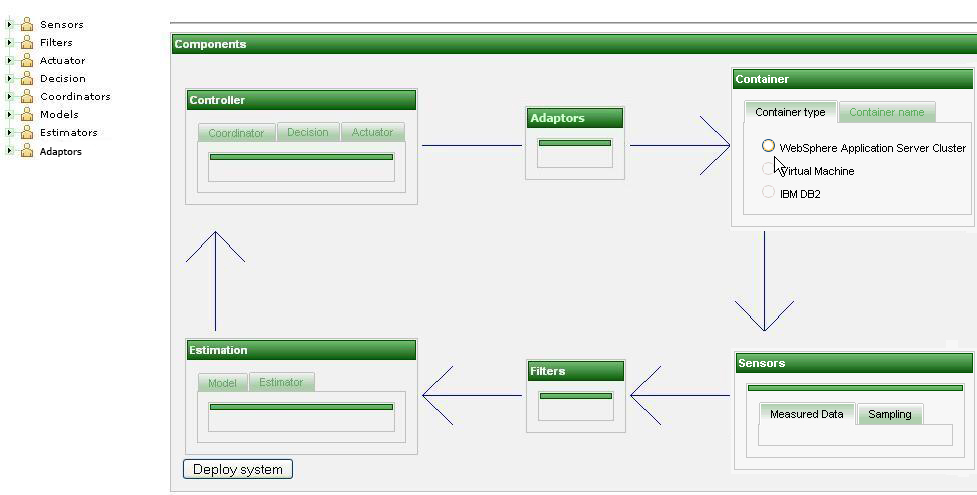 Sensors
Filters
Actuator
Decision
Coordinators
Models
Estimators
Adaptors
Components
Controller
Coordinator Decision Actuator
Adaptors
Container
Container type Container name
WebSphere Application Server Cluster
Virtual Machine
IBM DB2
Estimation
Model Estimator
Filters
Sensors
Measured Data Sampling
Deploy system